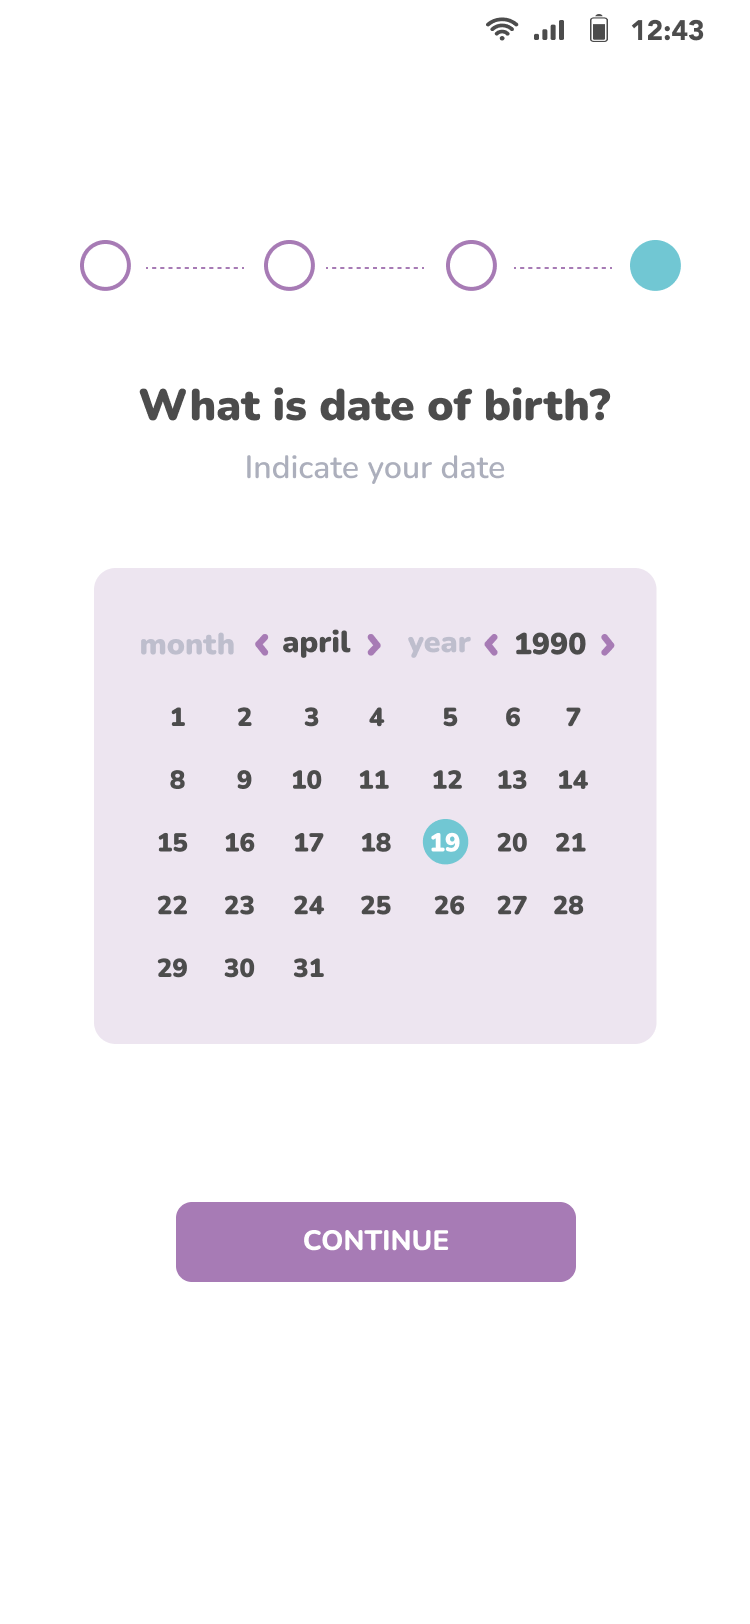 12:43
What is date of birth?
Indicate your date
month april year 1990
1 2 3 4 5 6 7
8 9 10 11 12 13 14
15 16 17 18 19 20 21
22 23 24 25 26 27 28
29 30 31
CONTINUE